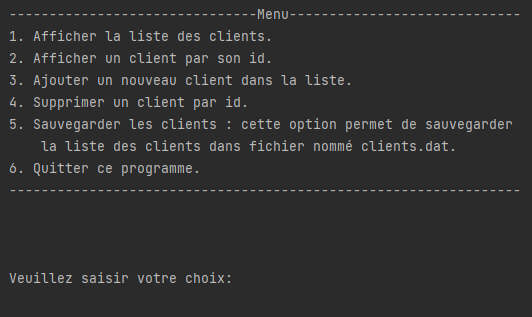 -------------------------------Menu-----------------------------
1. Afficher la liste des clients.
2. Afficher un client par son id.
3. Ajouter un nouveau client dans la liste.
4. Supprimer un client par id.
5. Sauvegarder les clients : cette option permet de sauvegarder
la liste des clients dans fichier nommé clients.dat.
6. Quitter ce programme.
----------------------------------------------------------------
Veuillez saisir votre choix: